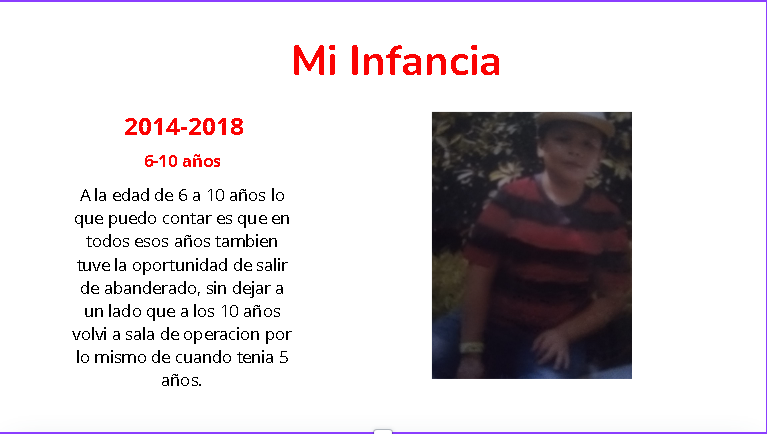 Mi Infancia
2014-2018
6-10 años
A la edad de 6 a 10 años lo
que puedo contar es que en
todos esos años tambien
tuve la oportunidad de salir
de abanderado, sin dejar a
un lado que a los 10 años
volvi a sala de operacion por
lo mismo de cuando tenia 5
años.